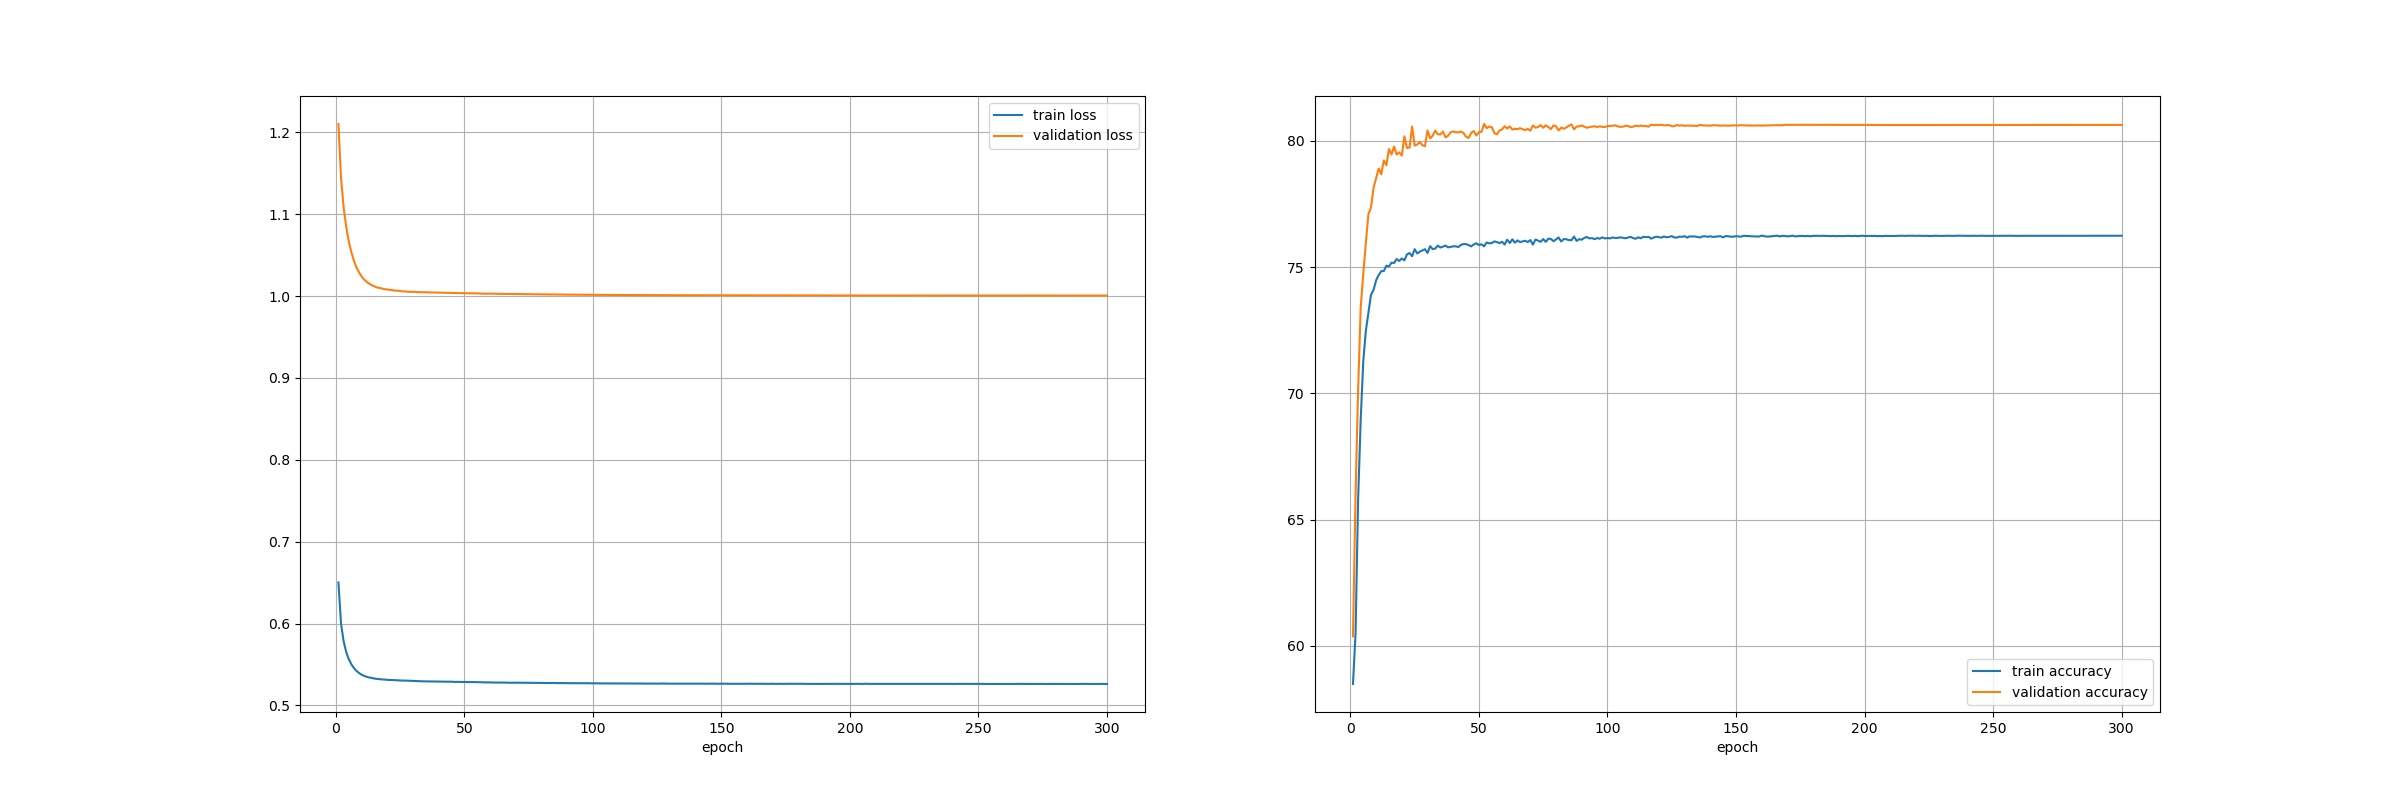 train loss
validation loss
1.2
1.1
1.0
0.9
0.8
0.7
0.6
0.5
0 50 100 150 200 250 300
epoch
80
75
70
65
60
train accuracy
validation accuracy
0 50 100 150 200 250 300
epoch